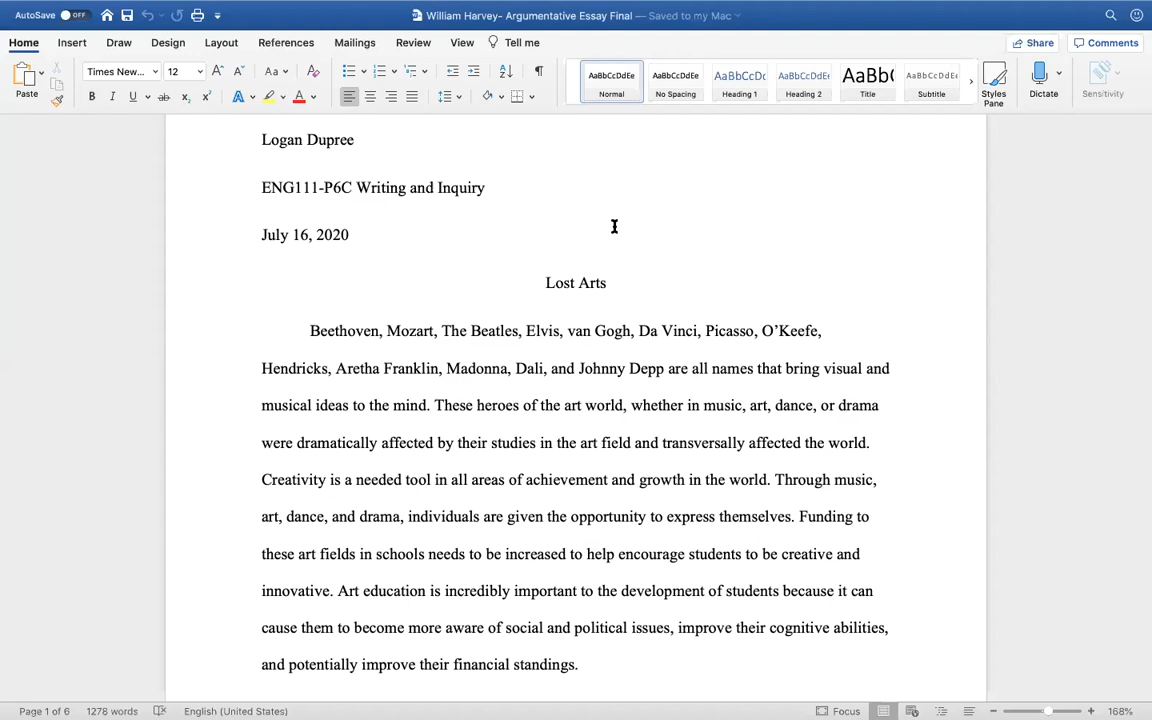 AutoSave OFF William Harvey- Argumentative Essay Final — Saved to my Mac
Home Insert Draw Design Layout References Mailings Review View Tell me Share Comments
Paste Times New... 12 Aa
AaBbCcDdEe AaBbCcDdEe AaBbCcDc AaBbCcDdEe AaBb( AaBbCcDdEe
B I U ab x₂ x² A A
Normal No Spacing Heading 1 Heading 2 Title Subtitle Styles Pane Dictate Sensitivity
Logan Dupree
ENG111-P6C Writing and Inquiry
July 16, 2020
Lost Arts
Beethoven, Mozart, The Beatles, Elvis, van Gogh, Da Vinci, Picasso, O’Keefe,
Hendricks, Aretha Franklin, Madonna, Dali, and Johnny Depp are all names that bring visual and
musical ideas to the mind. These heroes of the art world, whether in music, art, dance, or drama
were dramatically affected by their studies in the art field and transversally affected the world.
Creativity is a needed tool in all areas of achievement and growth in the world. Through music,
art, dance, and drama, individuals are given the opportunity to express themselves. Funding to
these art fields in schools needs to be increased to help encourage students to be creative and
innovative. Art education is incredibly important to the development of students because it can
cause them to become more aware of social and political issues, improve their cognitive abilities,
and potentially improve their financial standings.
Page 1 of 6 1278 words English (United States) Focus 168%